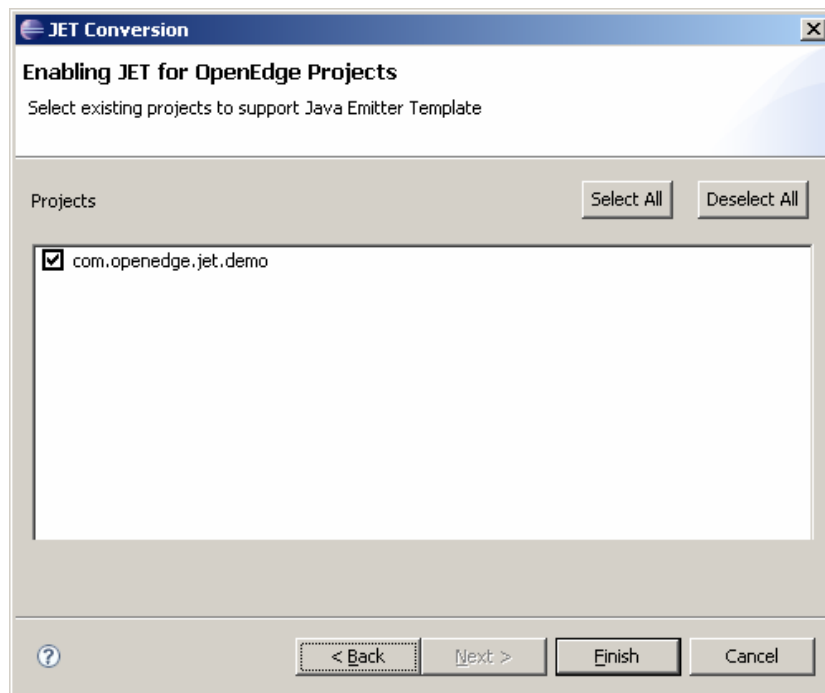 JET Conversion
Enabling JET for OpenEdge Projects
Select existing projects to support Java Emitter Template
Projects
Select All
Deselect All
com.openedge.jet.demo
< Back
Next >
Finish
Cancel